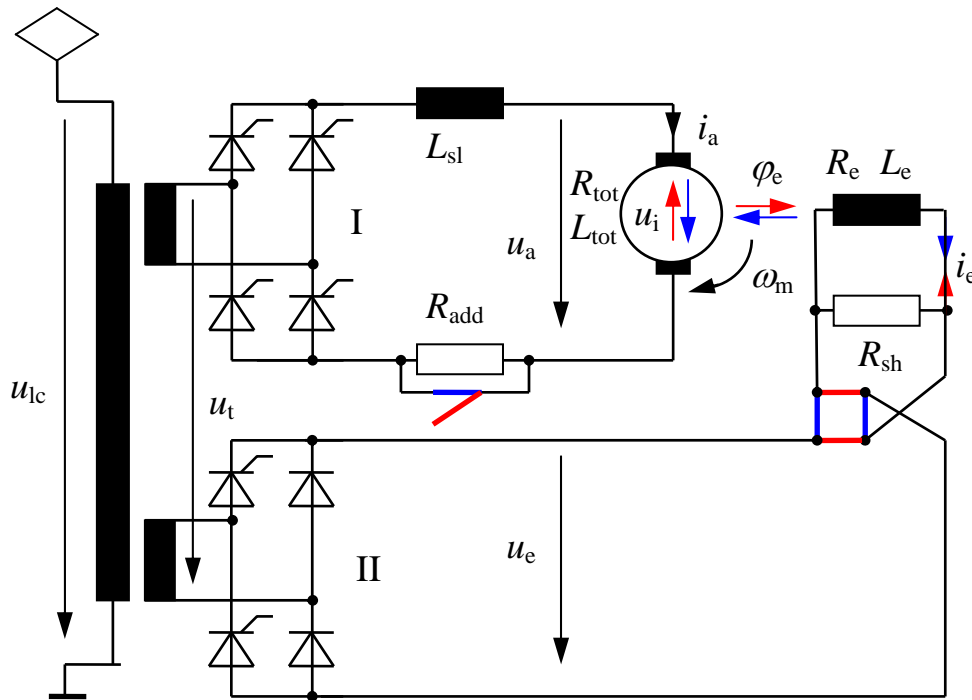 L_sl
i_a
R_e L_e
φ_e
R_tot
L_tot
u_i
I
u_a
ω_m
i_e
R_add
R_sh
u_lc
u_t
II
u_e